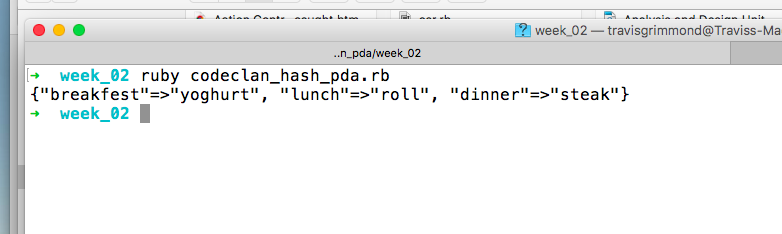 week_02 — travisgrimmond@Traviss-Ma
..n_pda/week_02
→ week_02 ruby codeclan_hash_pda.rb
{"breakfest"=>"yoghurt", "lunch"=>"roll", "dinner"=>"steak"}
→ week_02